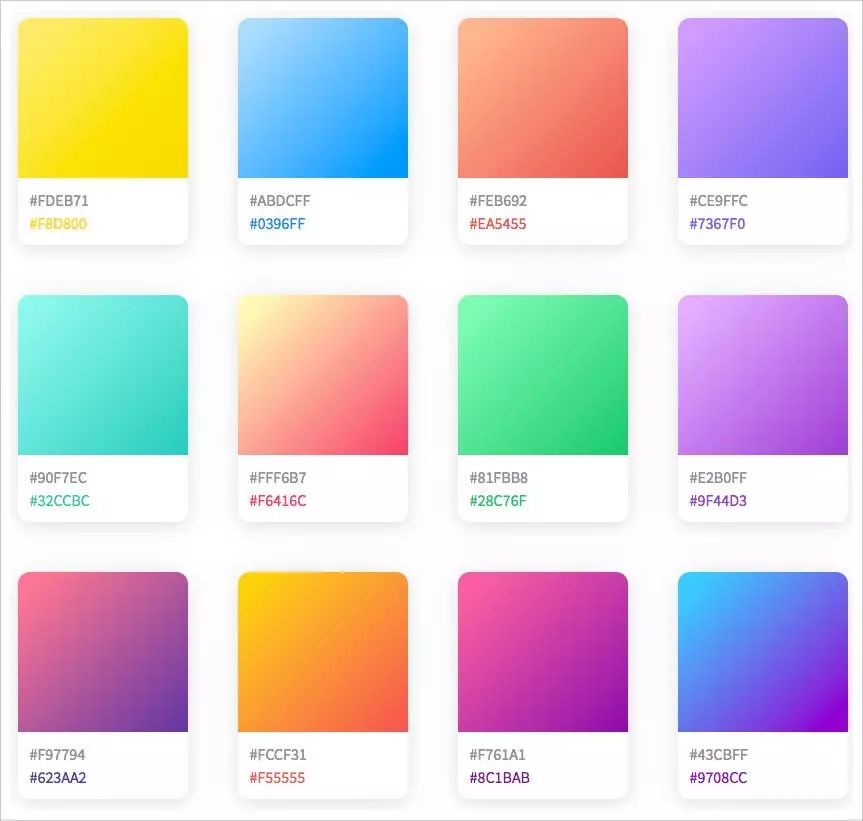 #FDEB71
#F8D800
#ABDCFF
#0396FF
#FEB692
#EA5455
#CE9FFC
#7367F0
#90F7EC
#32CCBC
#FFF6B7
#F6416C
#81FBB8
#28C76F
#E2B0FF
#9F44D3
#F97794
#623AA2
#FCCF31
#F55555
#F761A1
#8C1BAB
#43CBFF
#9708CC